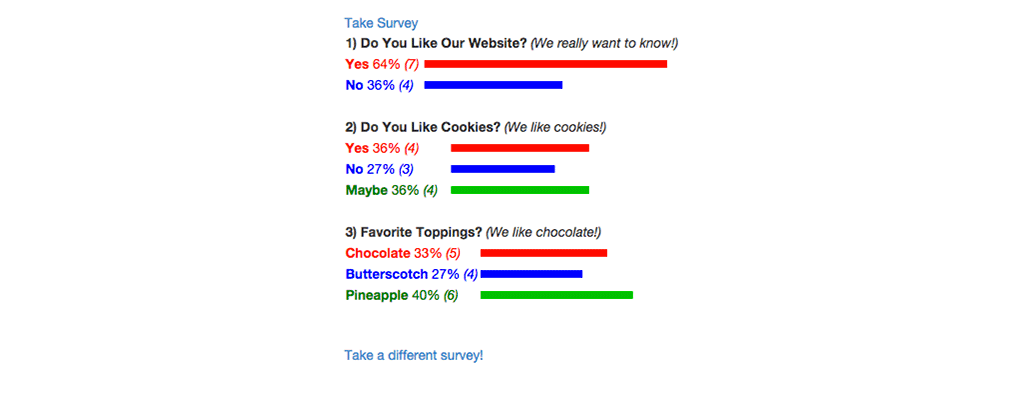 Take Survey
1) Do You Like Our Website? (We really want to know!)
Yes 64% (7)
No 36% (4)
2) Do You Like Cookies? (We like cookies!)
Yes 36% (4)
No 27% (3)
Maybe 36% (4)
3) Favorite Toppings? (We like chocolate!)
Chocolate 33% (5)
Butterscotch 27% (4)
Pineapple 40% (6)
Take a different survey!